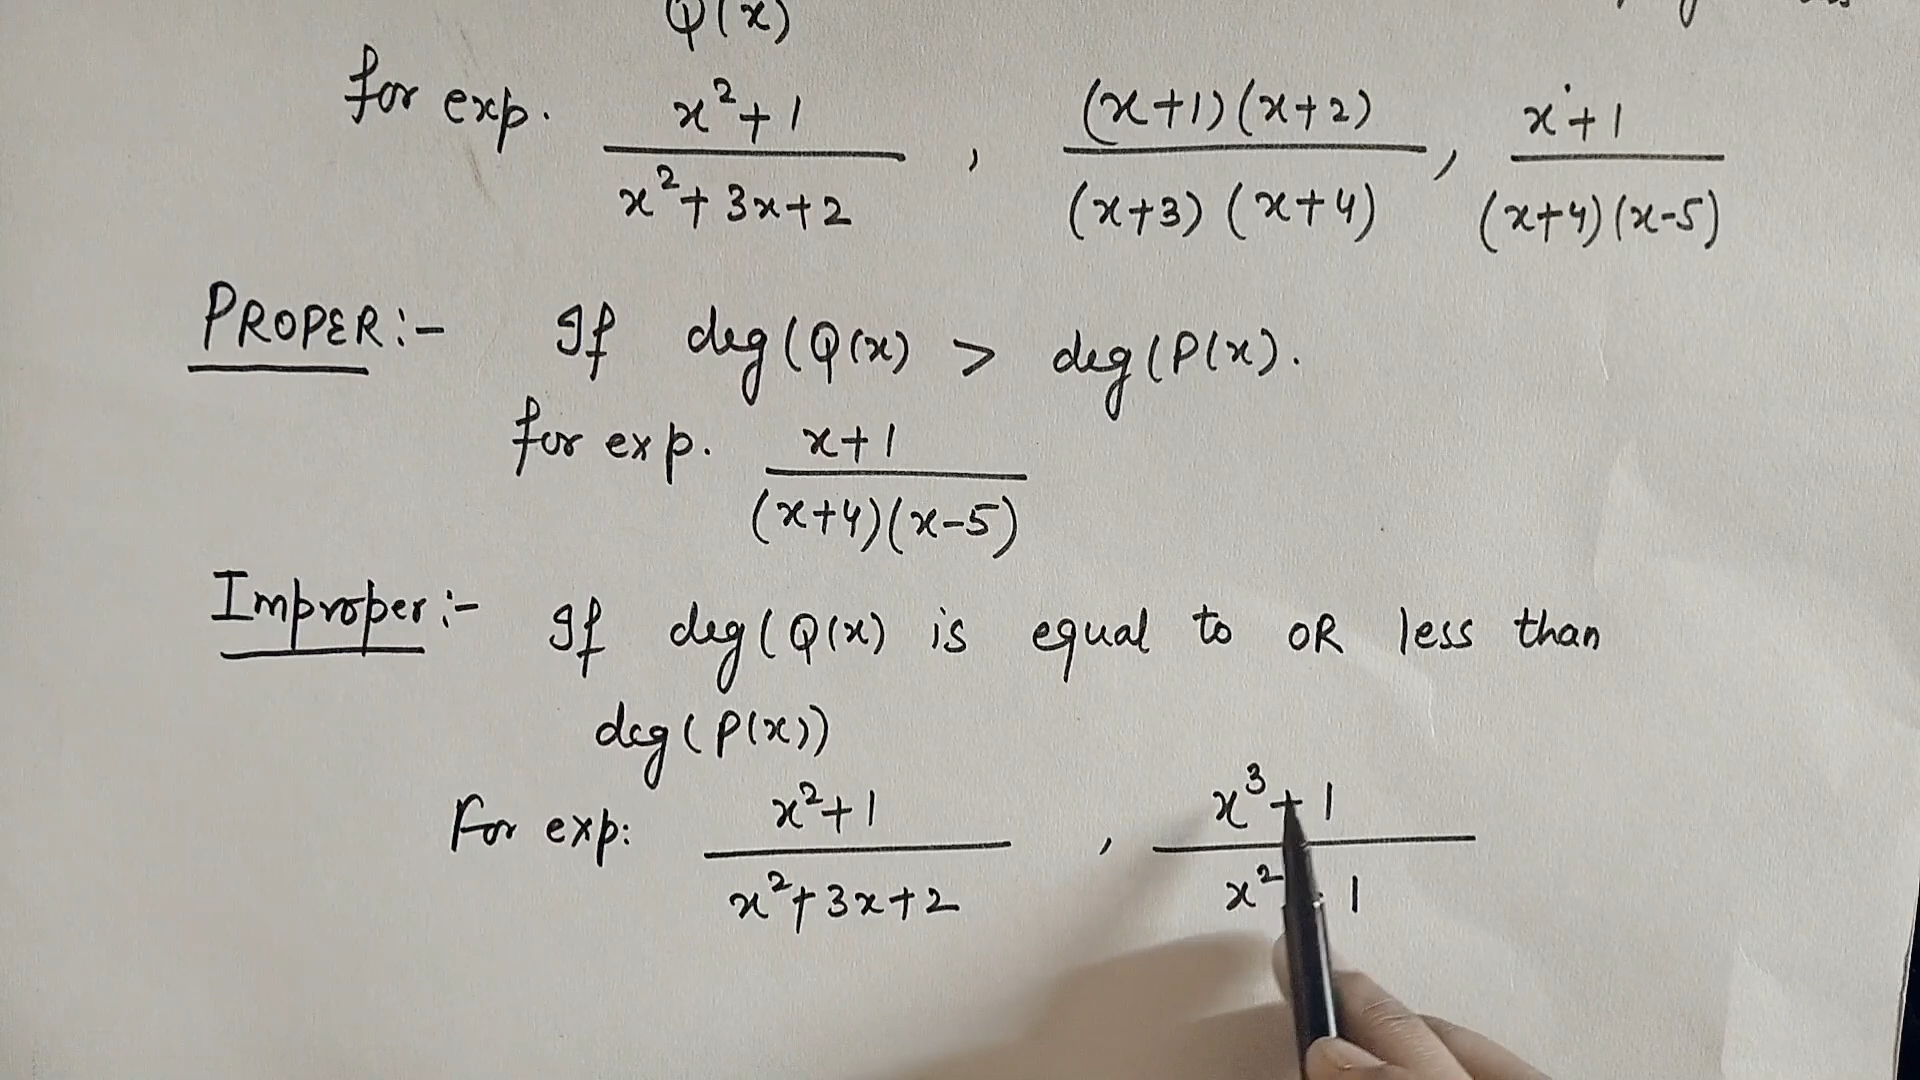 Q(x)
for exp. x²+1 / x²+3x+2 , (x+1)(x+2) / (x+3)(x+4) , x+1 / (x+4)(x-5)
PROPER:- If deg(Q(x) > deg(P(x).
for exp. x+1 / (x+4)(x-5)
Improper:- If deg(Q(x) is equal to OR less than
deg(P(x))
For exp: x²+1 / x²+3x+2 , x³+1 / x² 1